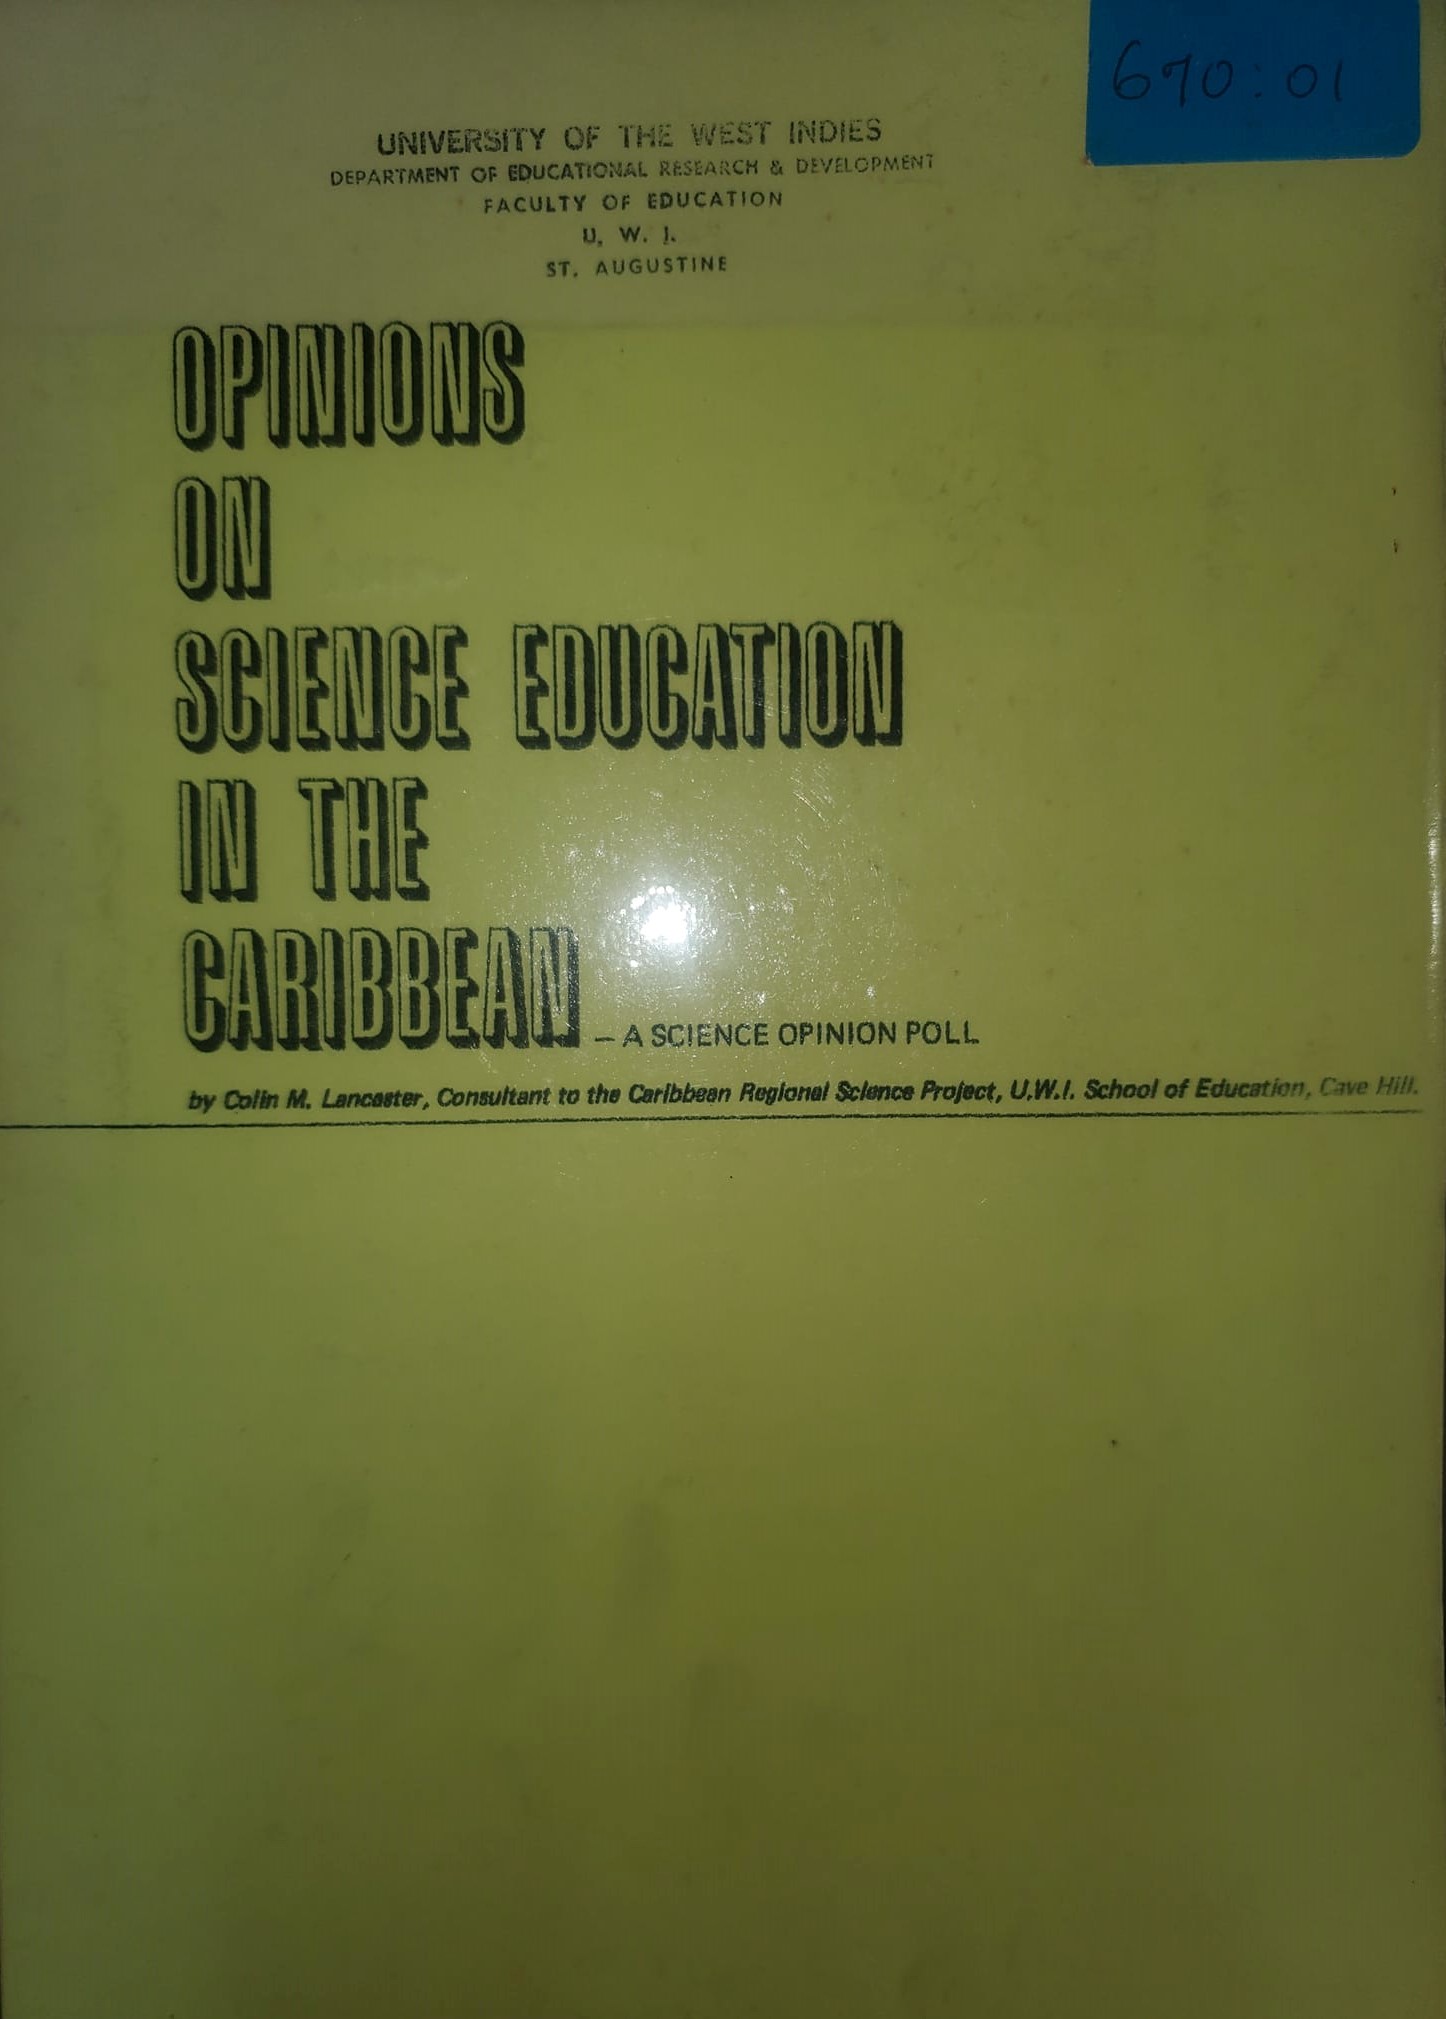 670:01
UNIVERSITY OF THE WEST INDIES
DEPARTMENT OF EDUCATIONAL RESEARCH & DEVELOPMENT
FACULTY OF EDUCATION
U. W. I.
ST. AUGUSTINE
OPINIONS
ON
SCIENCE EDUCATION
IN THE
CARIBBEAN – A SCIENCE OPINION POLL
by Colin M. Lancaster, Consultant to the Caribbean Regional Science Project, U.W.I. School of Education, Cave Hill.